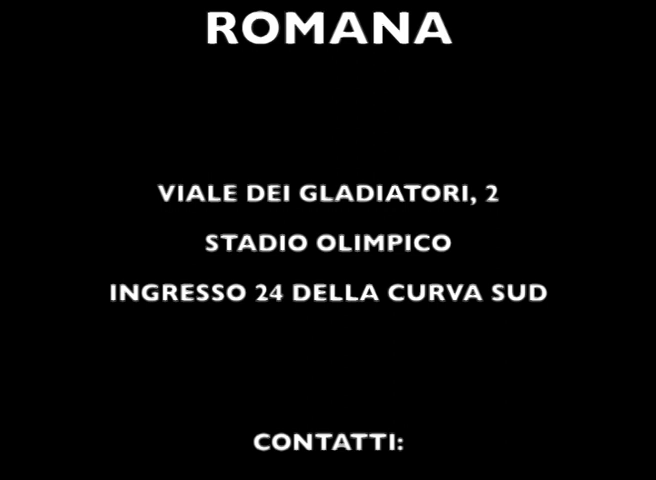 ROMANA
VIALE DEI GLADIATORI, 2
STADIO OLIMPICO
INGRESSO 24 DELLA CURVA SUD
CONTATTI: